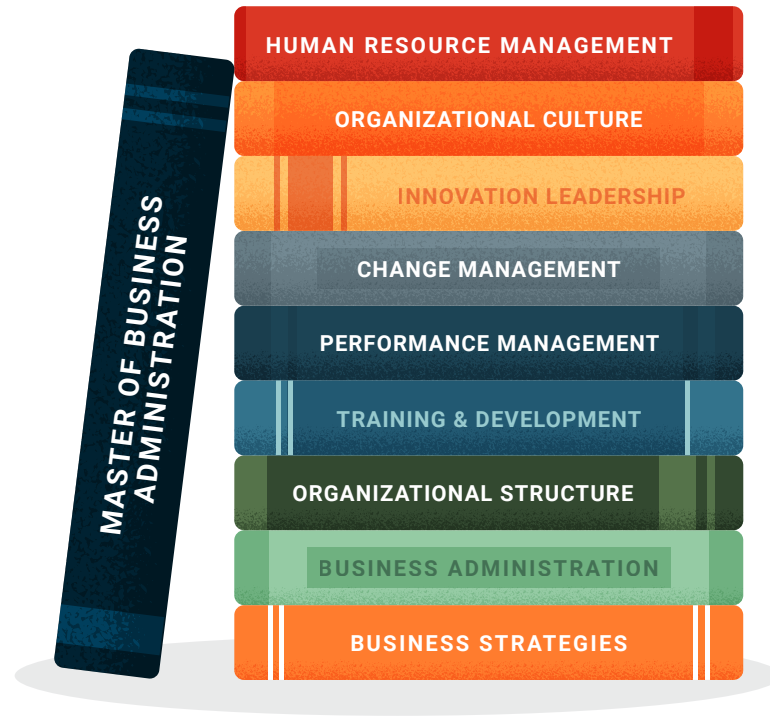 MASTER OF BUSINESS
ADMINISTRATION
HUMAN RESOURCE MANAGEMENT
ORGANIZATIONAL CULTURE
INNOVATION LEADERSHIP
CHANGE MANAGEMENT
PERFORMANCE MANAGEMENT
TRAINING & DEVELOPMENT
ORGANIZATIONAL STRUCTURE
BUSINESS ADMINISTRATION
BUSINESS STRATEGIES